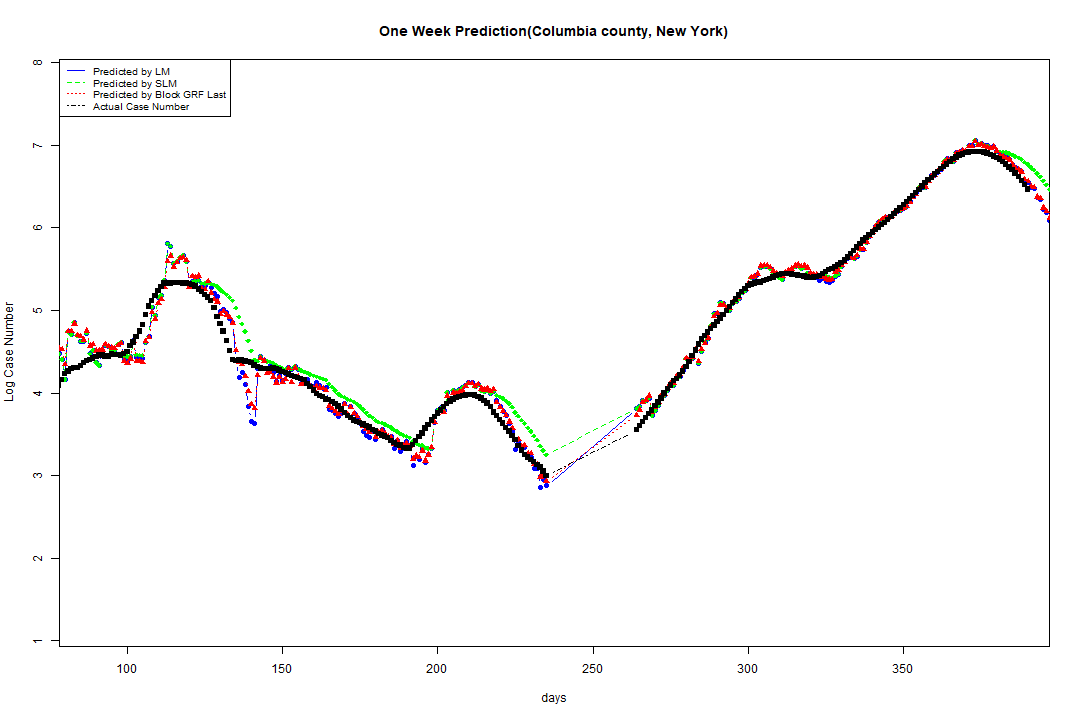 One Week Prediction(Columbia county, New York)
Predicted by LM
Predicted by SLM
Predicted by Block GRF Last
Actual Case Number
8
7
6
5
4
3
2
1
Log Case Number
100 150 200 250 300 350
days